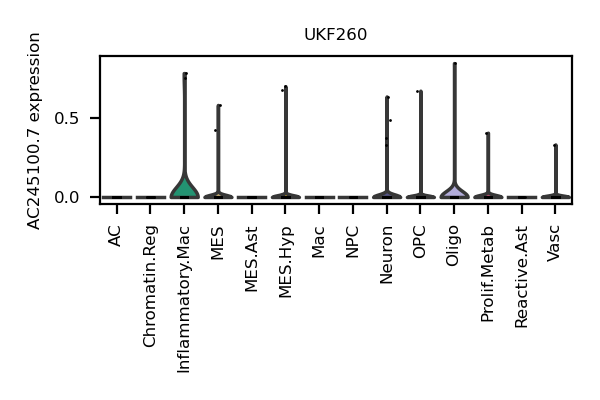 UKF260
AC245100.7 expression
0.5
0.0
AC
Chromatin.Reg
Inflammatory.Mac
MES
MES.Ast
MES.Hyp
Mac
NPC
Neuron
OPC
Oligo
Prolif.Metab
Reactive.Ast
Vasc